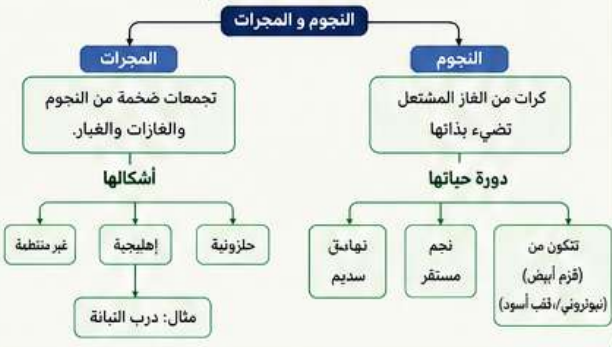 النجوم و المجرات
النجوم
كرات من الغاز المشتعل
تضيء بذاتها
دورة حياتها
تتكون من
(قزم أبيض)
(نيوتروني/، أسود)
نجم
مستقر
سديم
المجرات
تجمعات ضخمة من النجوم
والغازات والغبار.
أشكالها
حلزونية
إهليجية
غير منتظمة
مثال: درب التبانة